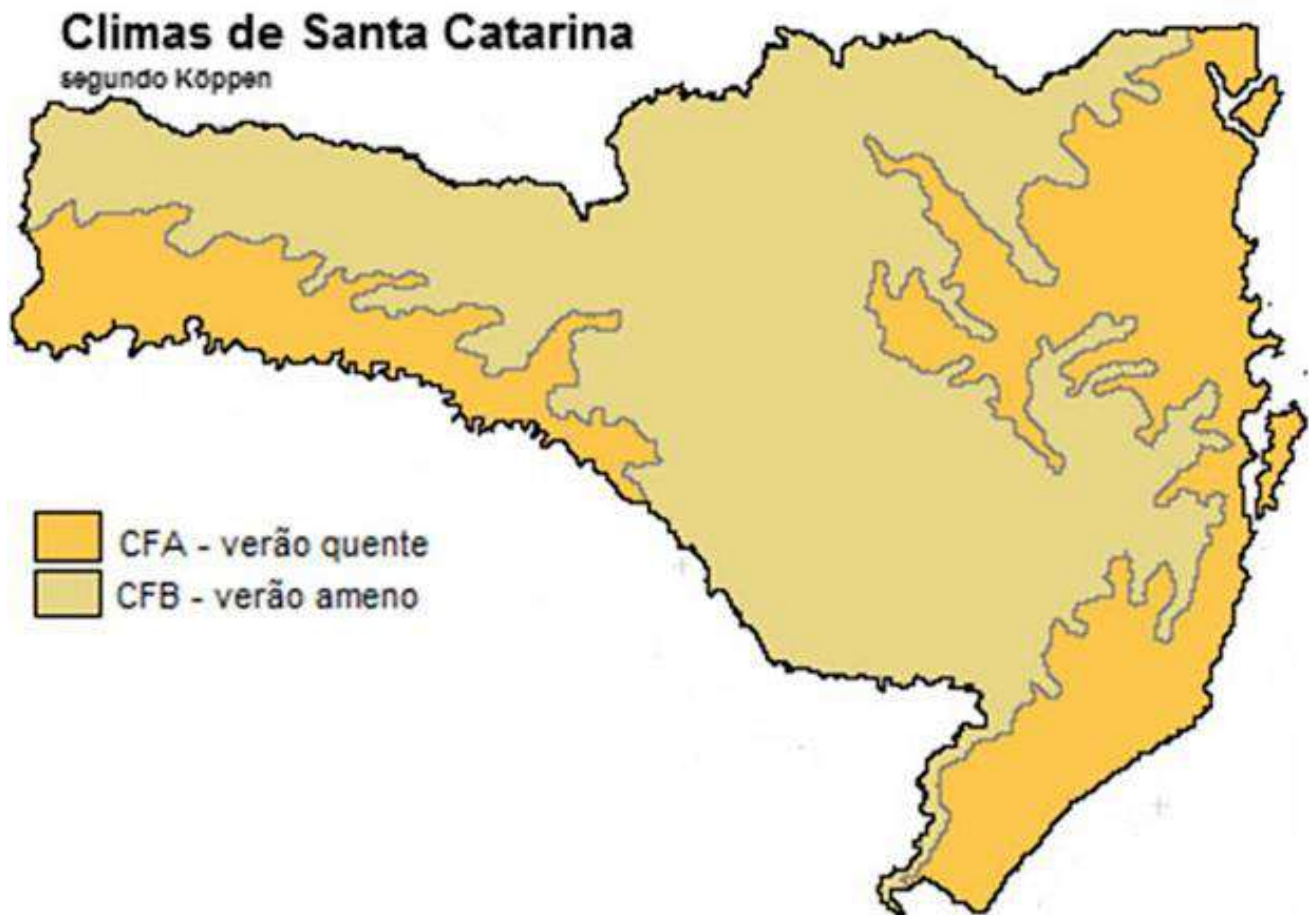 Climas de Santa Catarina
segundo Köppen
CFA - verão quente
CFB - verão ameno